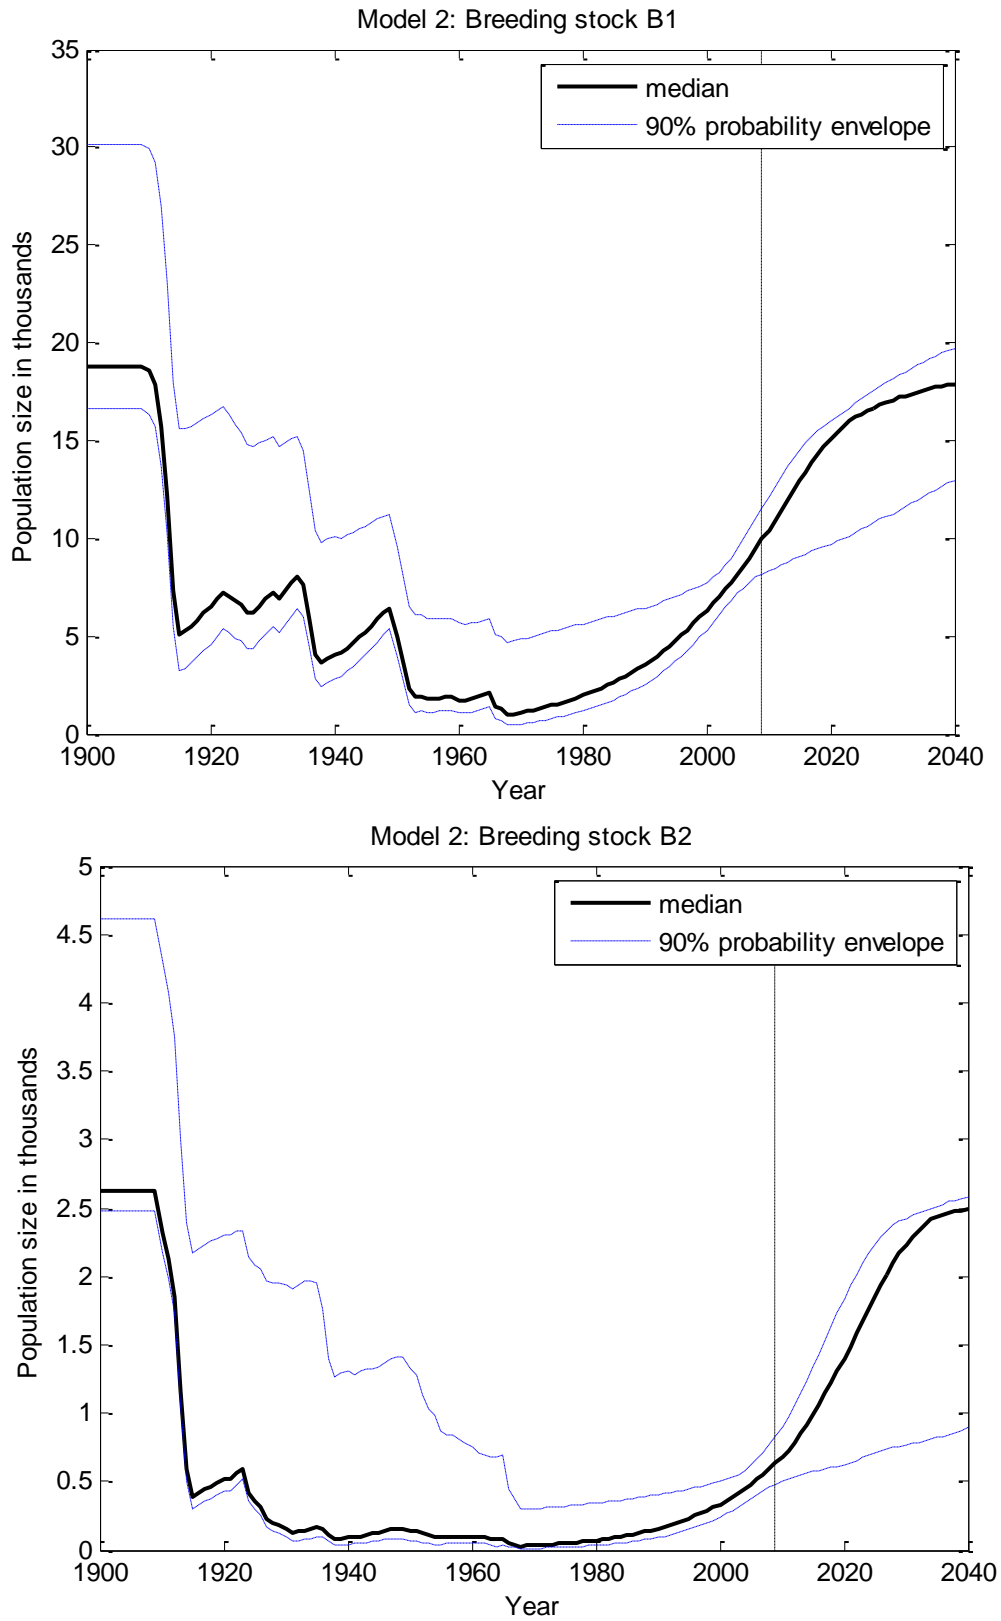 Model 2: Breeding stock B1
35
30
25
20
15
10
5
0
Population size in thousands
median
90% probability envelope
1900 1920 1940 1960 1980 2000 2020 2040
Year
Model 2: Breeding stock B2
5
4.5
4
3.5
3
2.5
2
1.5
1
0.5
0
Population size in thousands
median
90% probability envelope
1900 1920 1940 1960 1980 2000 2020 2040
Year